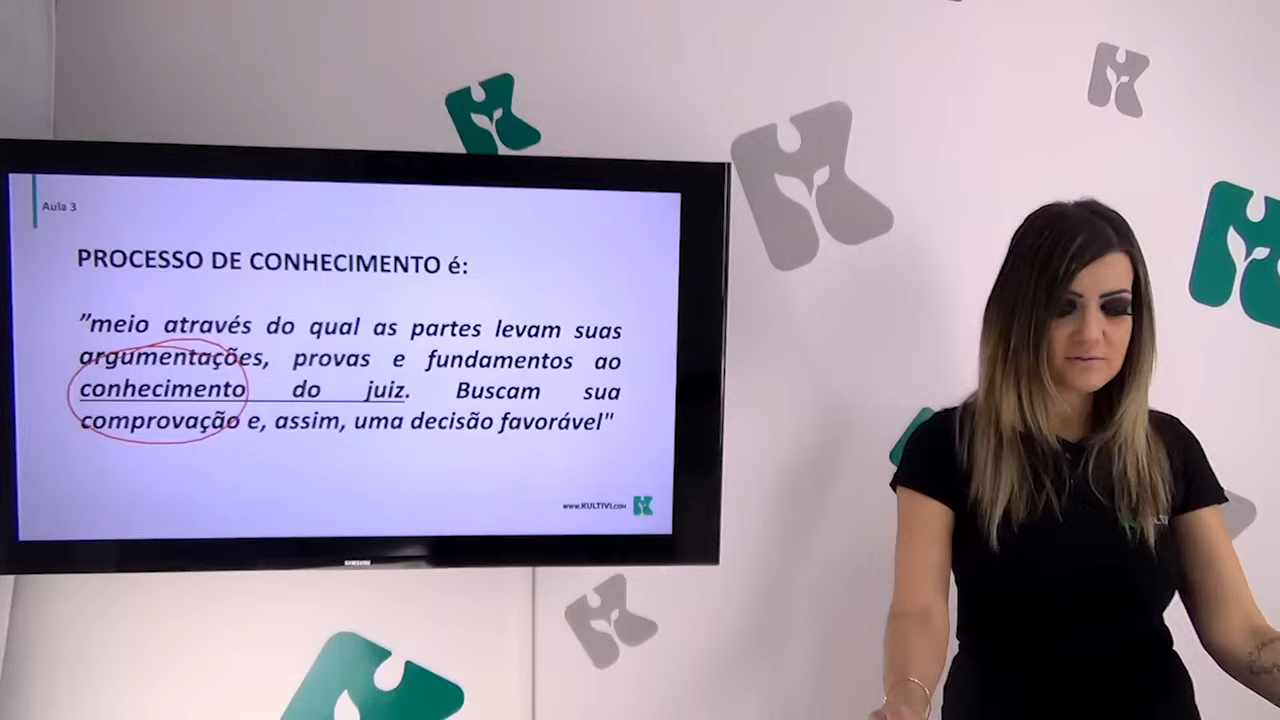 Aula 3
PROCESSO DE CONHECIMENTO é:
"meio através do qual as partes levam suas
argumentações, provas e fundamentos ao
conhecimento do juiz. Buscam sua
comprovação e, assim, uma decisão favorável"
www.KULTIVI.com
SAMSUNG